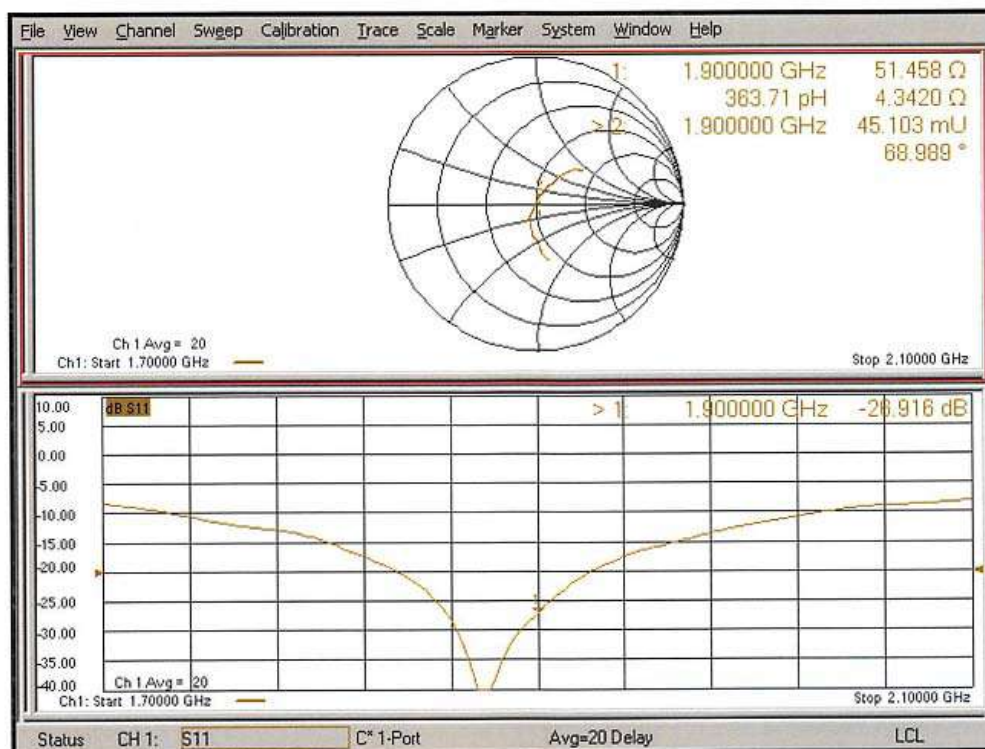 File View Channel Sweep Calibration Trace Scale Marker System Window Help
1: 1.900000 GHz 51.458 Ω
363.71 pH 4.3420 Ω
> 2: 1.900000 GHz 45.103 mU
68.989 °
Ch 1 Avg = 20
Ch1: Start 1.70000 GHz Stop 2.10000 GHz
10.00 dB S11 > 1: 1.900000 GHz -26.916 dB
5.00
0.00
-5.00
-10.00
-15.00
-20.00
-25.00
1
-30.00
-35.00
-40.00
Ch 1 Avg = 20
Ch1: Start 1.70000 GHz Stop 2.10000 GHz
Status CH 1: S11 C* 1-Port Avg=20 Delay LCL